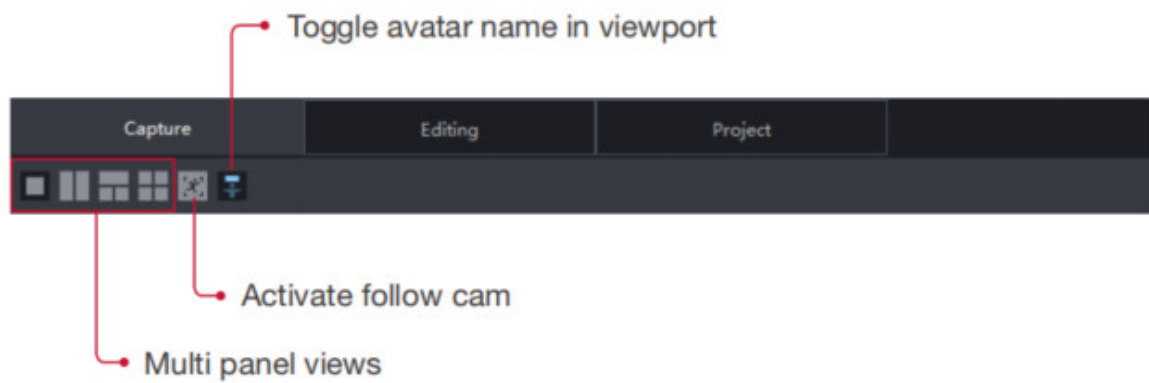 Toggle avatar name in viewport
Capture
Editing
Project
Activate follow cam
Multi panel views